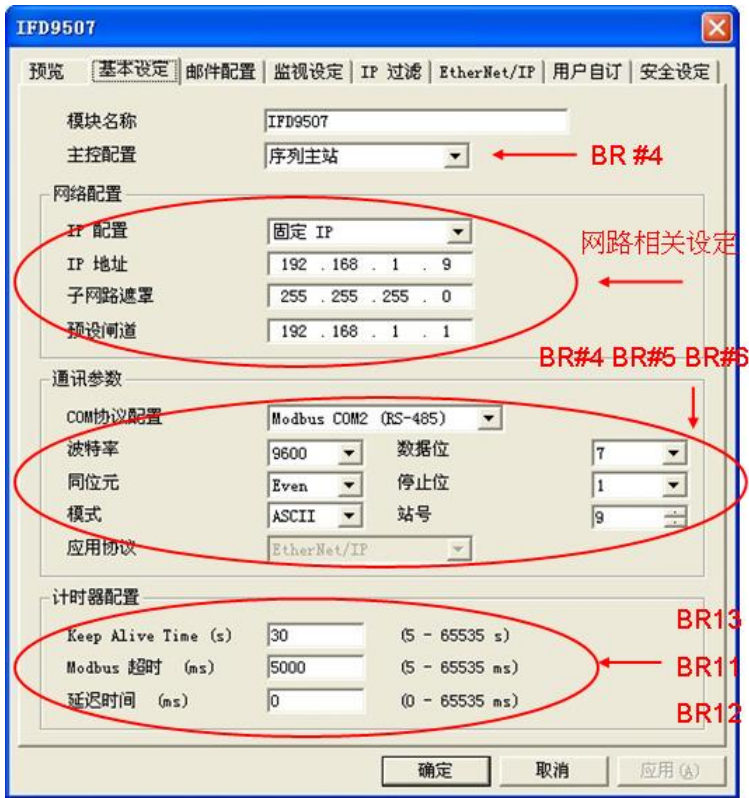 IFD9507
预览 基本设定 邮件配置 监视设定 IP 过滤 EtherNet/IP 用户自订 安全设定
模块名称 IFD9507
主控配置 序列主站 BR #4
网络配置
IP 配置 固定 IP
网路相关设定
IP 地址 192 . 168 . 1 . 9
子网路遮罩 255 . 255 . 255 . 0
预设闸道 192 . 168 . 1 . 1
BR#4 BR#5 BR#6
通讯参数
COM协议配置 Modbus COM2 (RS-485)
波特率 9600 数据位 7
同位元 Even 停止位 1
模式 ASCII 站号 9
应用协议 EtherNet/IP
计时器配置
Keep Alive Time (s) 30 (5 - 65535 s) BR13
Modbus 超时 (ms) 5000 (5 - 65535 ms) BR11
延迟时间 (ms) 0 (0 - 65535 ms) BR12
确定 取消 应用(A)